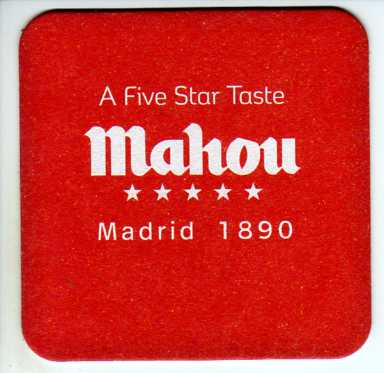 A Five Star Taste
Mahou
Madrid 1890